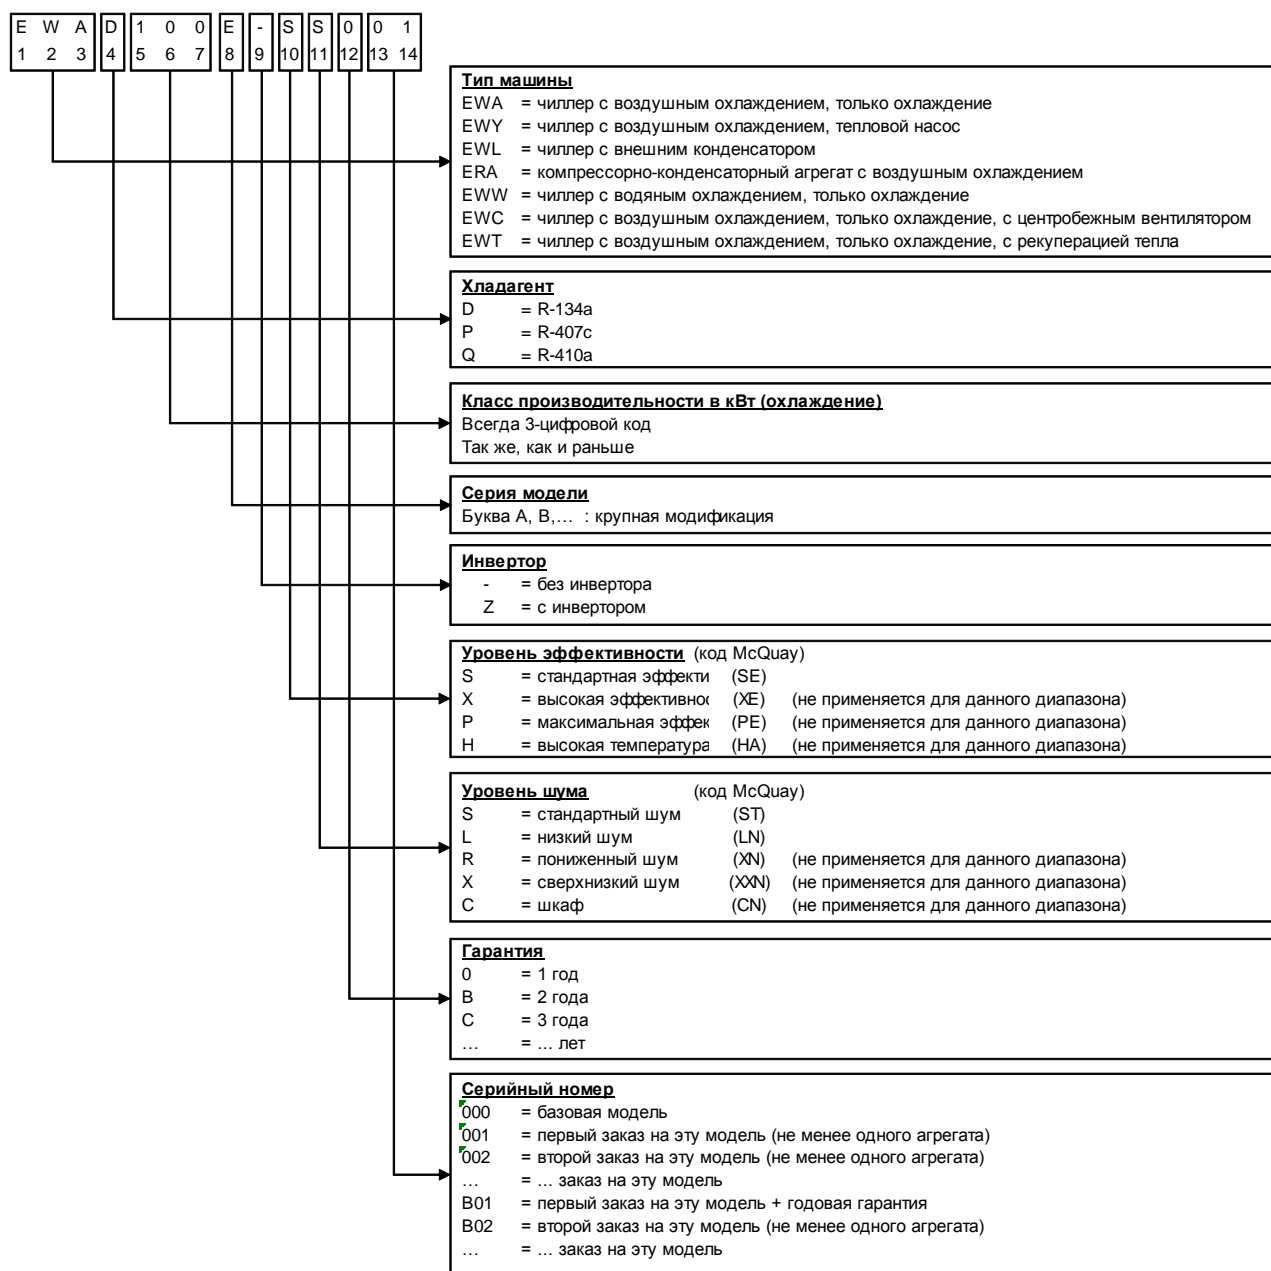 E W A D 1 0 0 E - S S 0 0 1
1 2 3 4 5 6 7 8 9 10 11 12 13 14
Тип машины
EWA = чиллер с воздушным охлаждением, только охлаждение
EWY = чиллер с воздушным охлаждением, тепловой насос
EWL = чиллер с внешним конденсатором
ERA = компрессорно-конденсаторный агрегат с воздушным охлаждением
EWW = чиллер с водяным охлаждением, только охлаждение
EWC = чиллер с воздушным охлаждением, только охлаждение, с центробежным вентилятором
EWT = чиллер с воздушным охлаждением, только охлаждение, с рекуперацией тепла
Хладагент
D = R-134a
P = R-407c
Q = R-410a
Класс производительности в кВт (охлаждение)
Всегда 3-цифровой код
Так же, как и раньше
Серия модели
Буква A, B,… : крупная модификация
Инвертор
- = без инвертора
Z = с инвертором
Уровень эффективности (код McQuay)
S = стандартная эффекти (SE)
X = высокая эффективнос (XE) (не применяется для данного диапазона)
P = максимальная эффек (PE) (не применяется для данного диапазона)
H = высокая температура (HA) (не применяется для данного диапазона)
Уровень шума (код McQuay)
S = стандартный шум (ST)
L = низкий шум (LN)
R = пониженный шум (XN) (не применяется для данного диапазона)
X = сверхнизкий шум (XXN) (не применяется для данного диапазона)
C = шкаф (CN) (не применяется для данного диапазона)
Гарантия
0 = 1 год
B = 2 года
C = 3 года
… = ... лет
Серийный номер
000 = базовая модель
001 = первый заказ на эту модель (не менее одного агрегата)
002 = второй заказ на эту модель (не менее одного агрегата)
… = ... заказ на эту модель
B01 = первый заказ на эту модель + годовая гарантия
B02 = второй заказ на эту модель (не менее одного агрегата)
… = ... заказ на эту модель